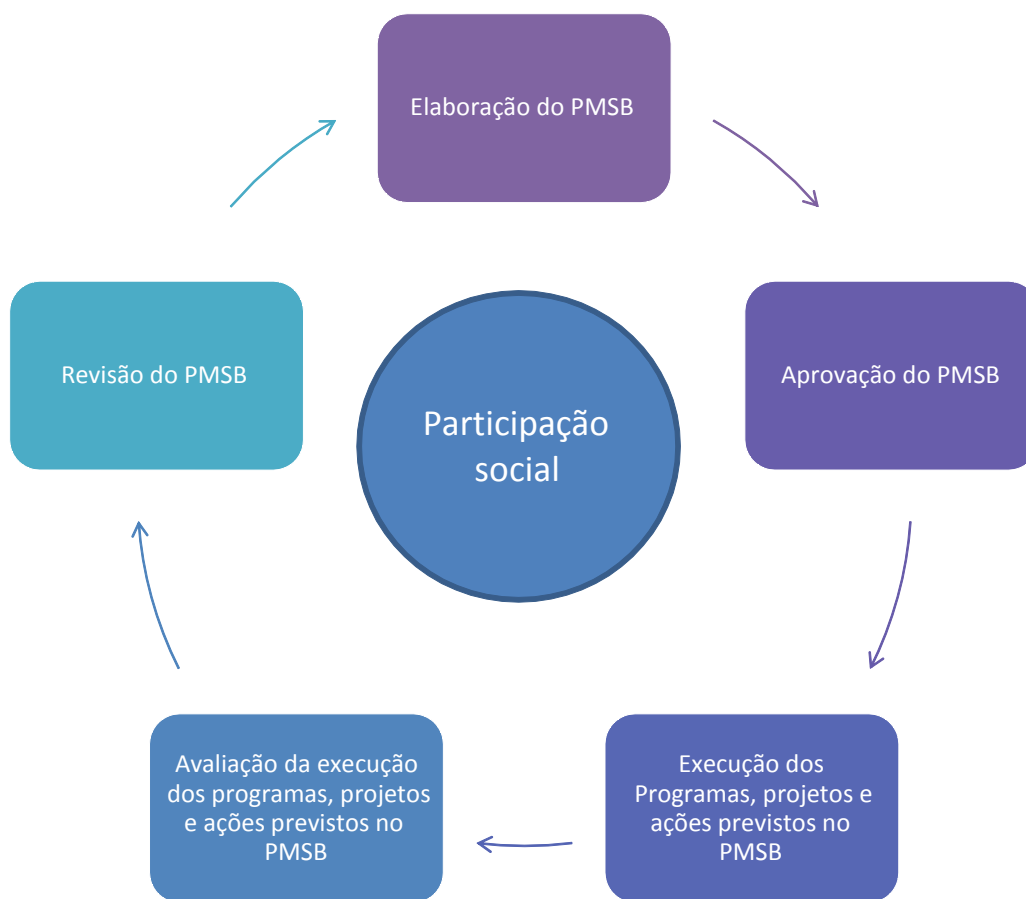 Elaboração do PMSB
Aprovação do PMSB
Execução dos
Programas, projetos e
ações previstos no
PMSB
Avaliação da execução
dos programas, projetos
e ações previstos no
PMSB
Revisão do PMSB
Participação
social